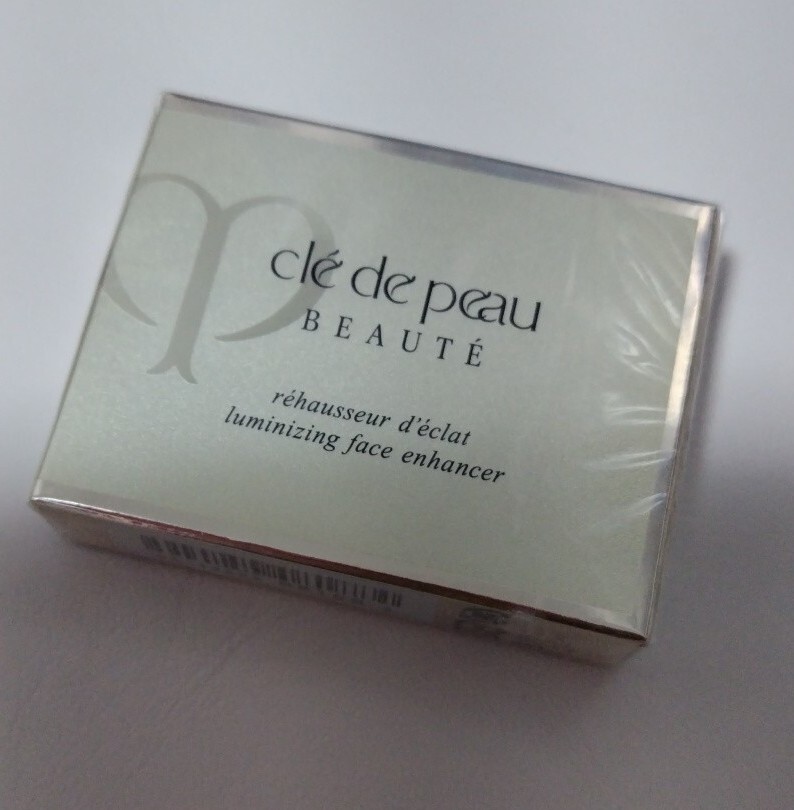 clé de peau
BEAUTÉ
réhausseur d'éclat
luminizing face enhancer